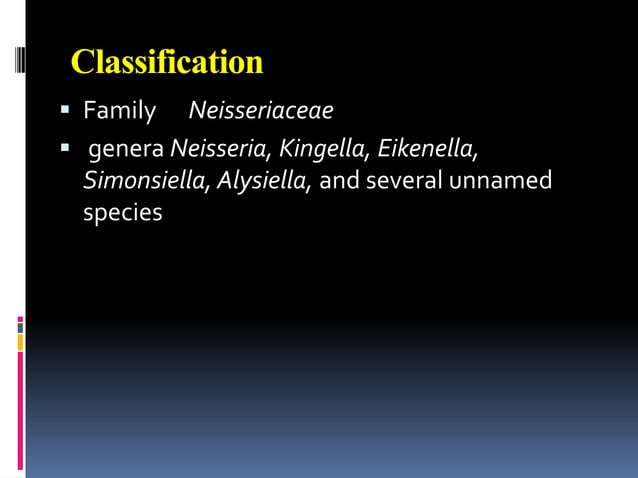 Classification
▪ Family Neisseriaceae
▪ genera Neisseria, Kingella, Eikenella,
Simonsiella, Alysiella, and several unnamed
species